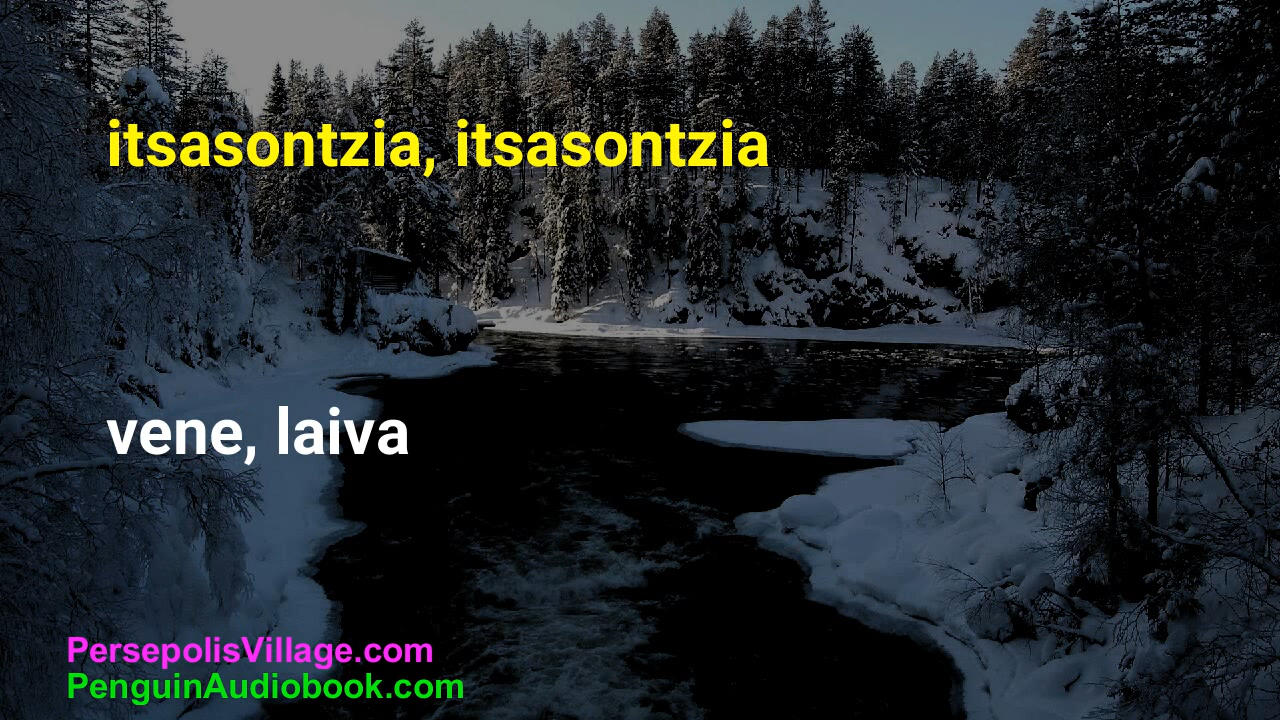 itsasontzia, itsasontzia
vene, laiva
PersepolisVillage.com
PenguinAudiobook.com